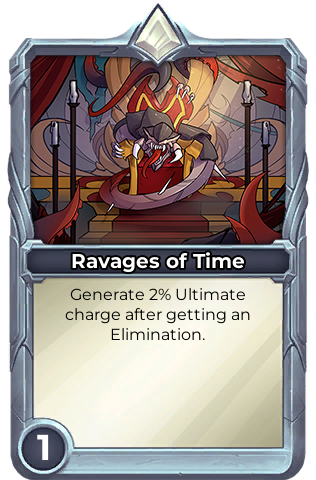 Ravages of Time
Generate 2% Ultimate
charge after getting an
Elimination.
1